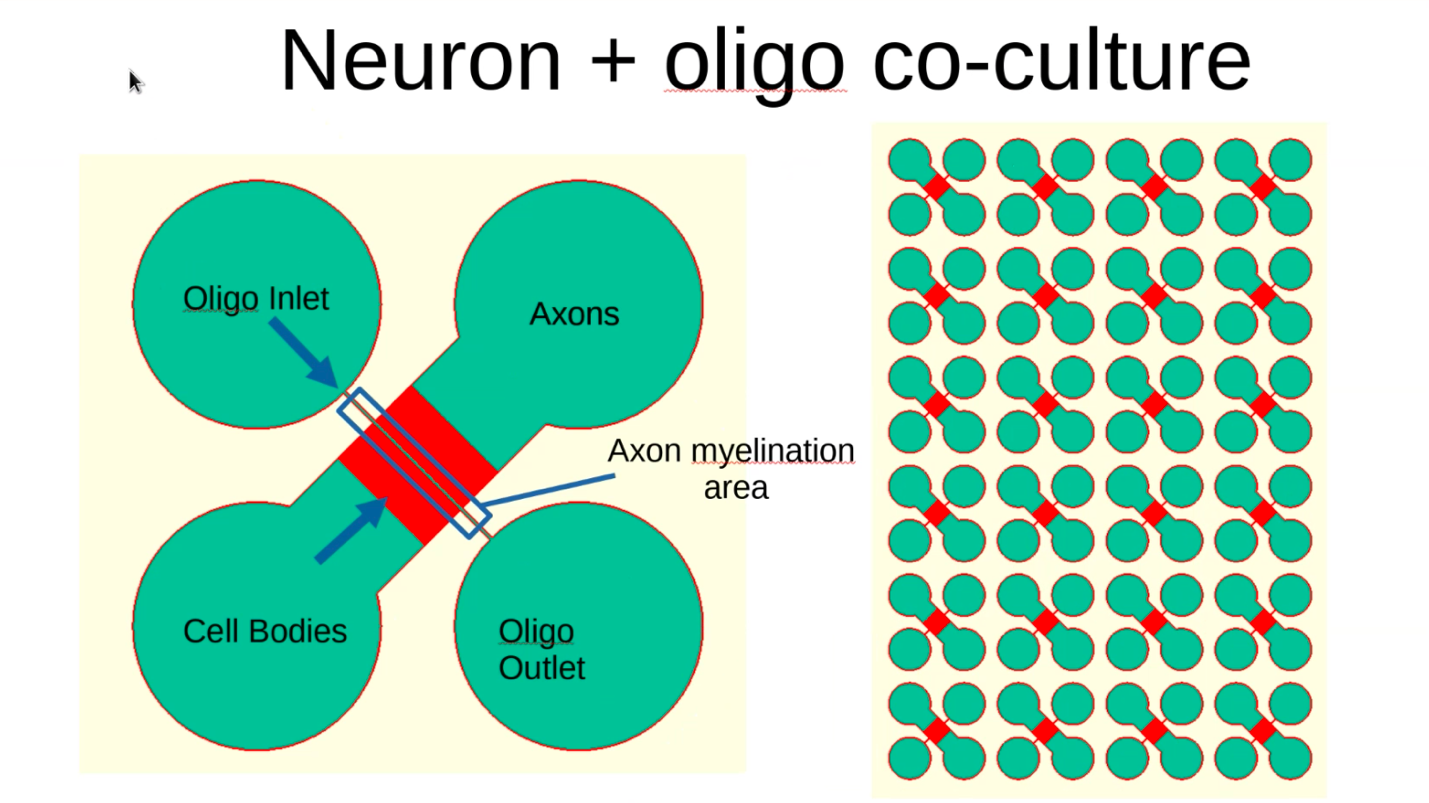 Neuron + oligo co-culture
Oligo Inlet
Axons
Axon myelination
area
Cell Bodies
Oligo
Outlet